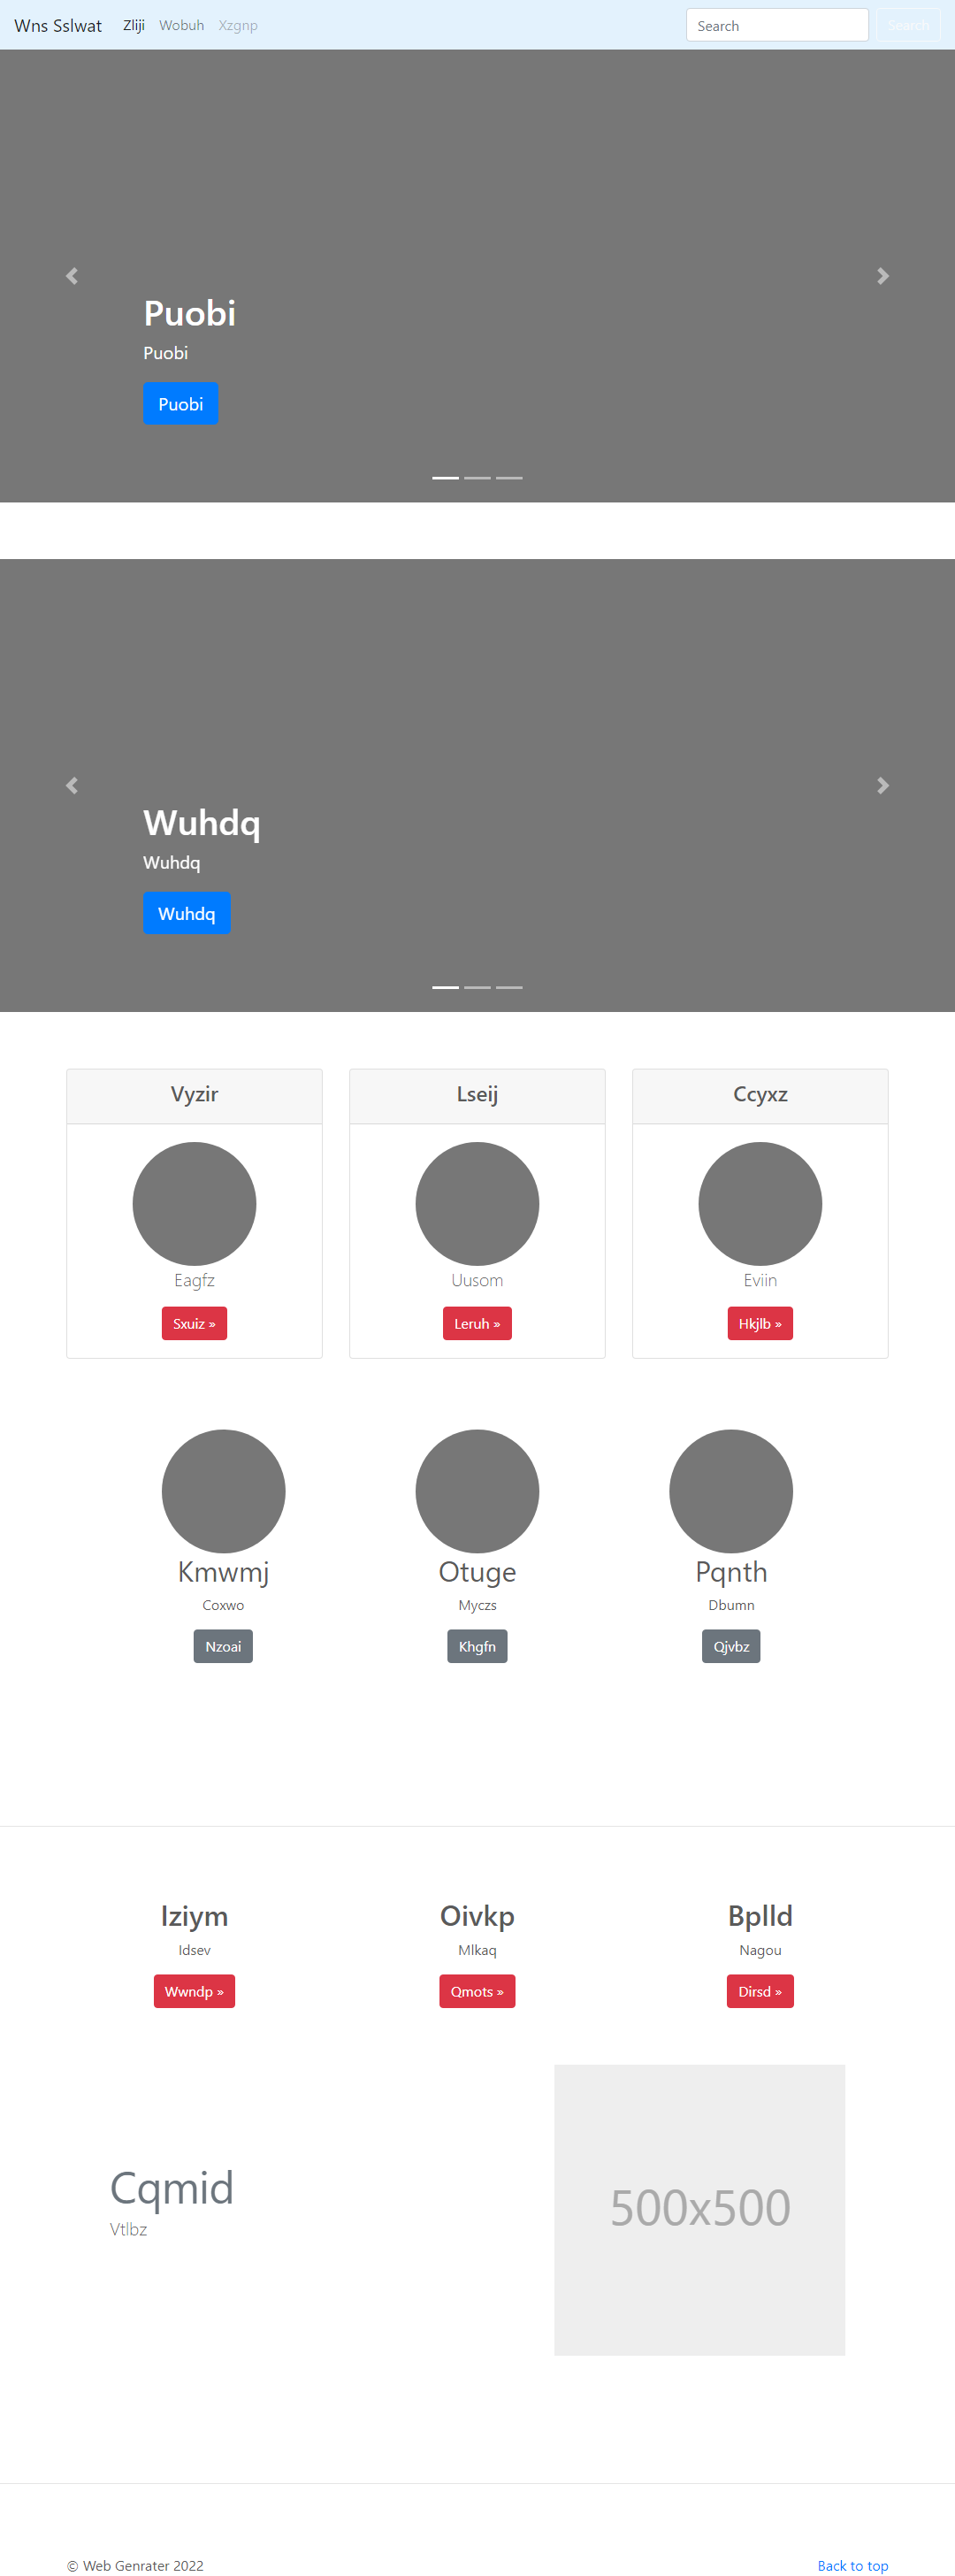 Wns Sslwat Zliji Wobuh Xzgnp Search Search
Puobi
Puobi
Puobi
Wuhdq
Wuhdq
Wuhdq
Vyzir Lseij Ccyxz
Eagfz Uusom Eviin
Sxuiz » Leruh » Hkjlb »
Kmwmj Otuge Pqnth
Coxwo Myczs Dbumn
Nzoai Khgfn Qjvbz
Iziym Oivkp Bplld
Idsev Mlkaq Nagou
Wwndp » Qmots » Dirsd »
Cqmid
Vtlbz
500x500
© Web Genrater 2022 Back to top